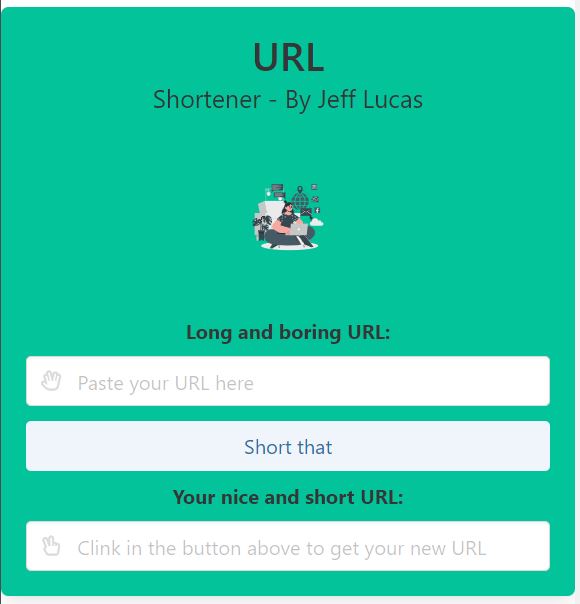 URL
Shortener - By Jeff Lucas
Long and boring URL:
Paste your URL here
Short that
Your nice and short URL:
Clink in the button above to get your new URL